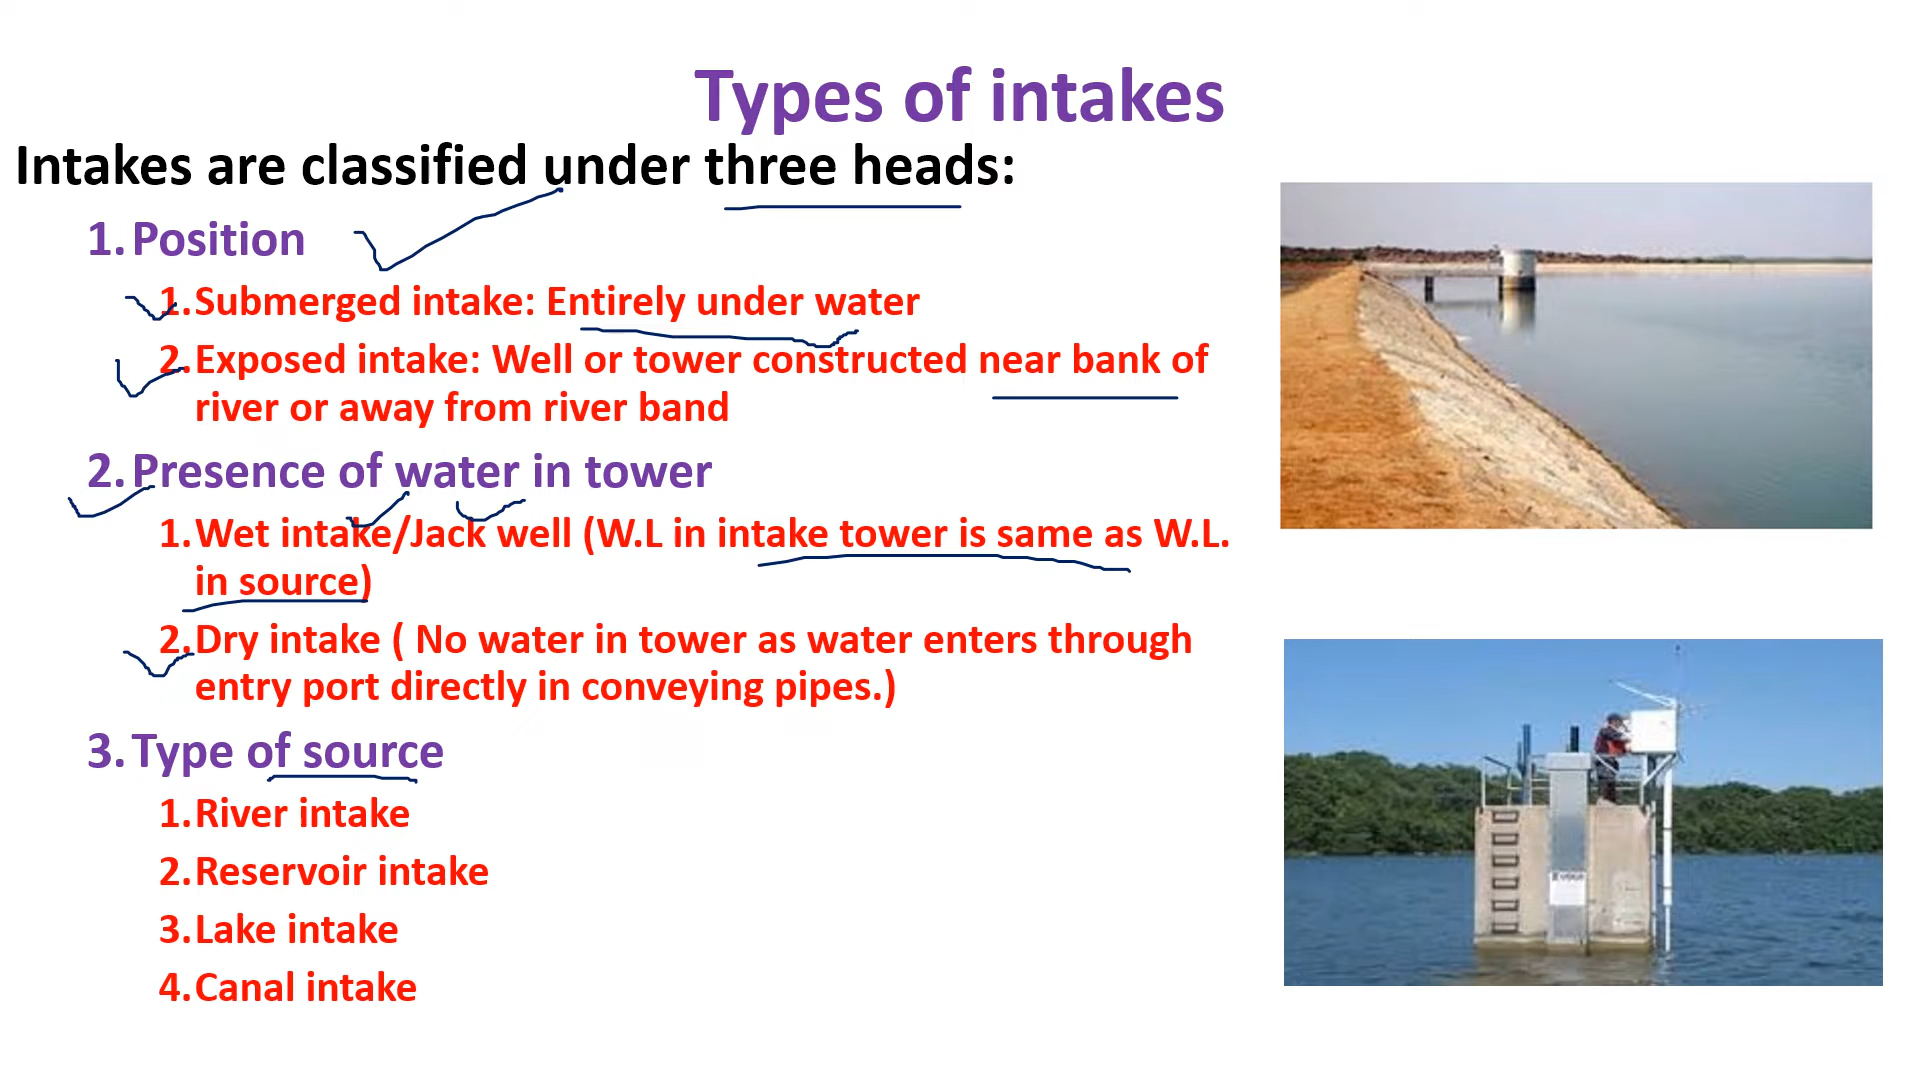 Types of intakes
Intakes are classified under three heads:
1. Position
1. Submerged intake: Entirely under water
2. Exposed intake: Well or tower constructed near bank of
river or away from river band
2. Presence of water in tower
1. Wet intake/Jack well (W.L in intake tower is same as W.L.
in source)
2. Dry intake ( No water in tower as water enters through
entry port directly in conveying pipes.)
3. Type of source
1. River intake
2. Reservoir intake
3. Lake intake
4. Canal intake